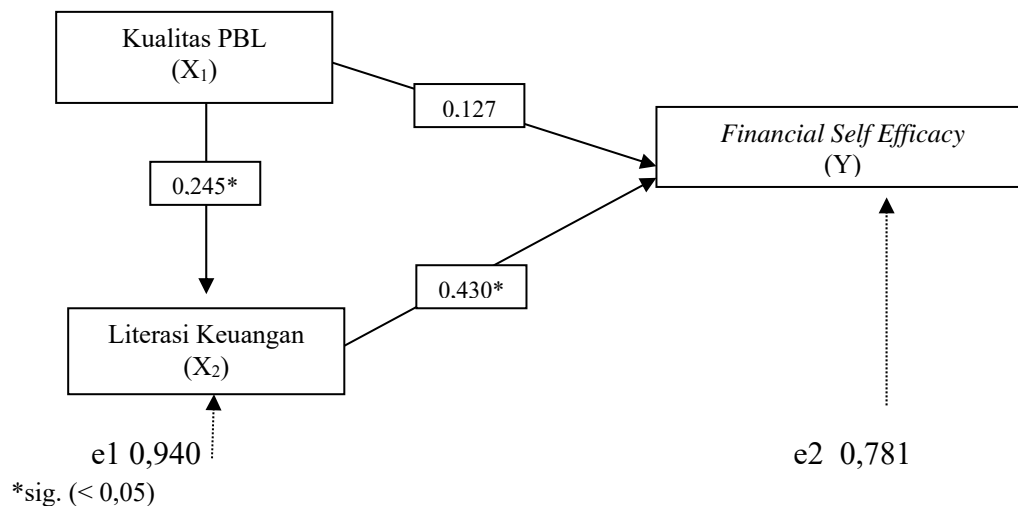 Kualitas PBL
(X₁)
0,127
Financial Self Efficacy
(Y)
0,245*
0,430*
Literasi Keuangan
(X₂)
e1 0,940
e2 0,781
*sig. (< 0,05)